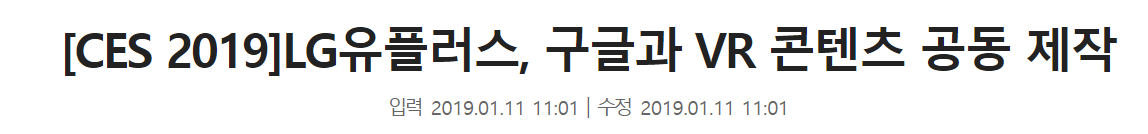 [CES 2019]LG유플러스, 구글과 VR 콘텐츠 공동 제작
입력 2019.01.11 11:01 | 수정 2019.01.11 11:01